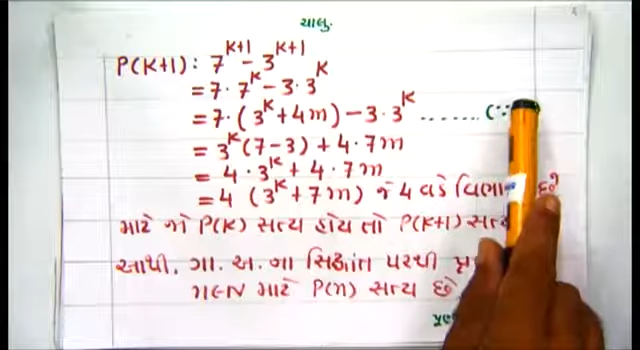 ચાલુ.
P(K+1) : 7^{K+1} - 3^{K+1}
= 7 · 7^K - 3 · 3^K
= 7 · (3^K + 4m) - 3 · 3^K ....... (∵
= 3^K (7 - 3) + 4 · 7m
= 4 · 3^K + 4 · 7m
= 4 (3^K + 7m) જે 4 વડે છે
માટે જો P(K) સત્ય હોય તો P(K+1)
આથી, ગા. અ. ના સિદ્ધાંત પરથી
માટે P(n) સત્ય છે